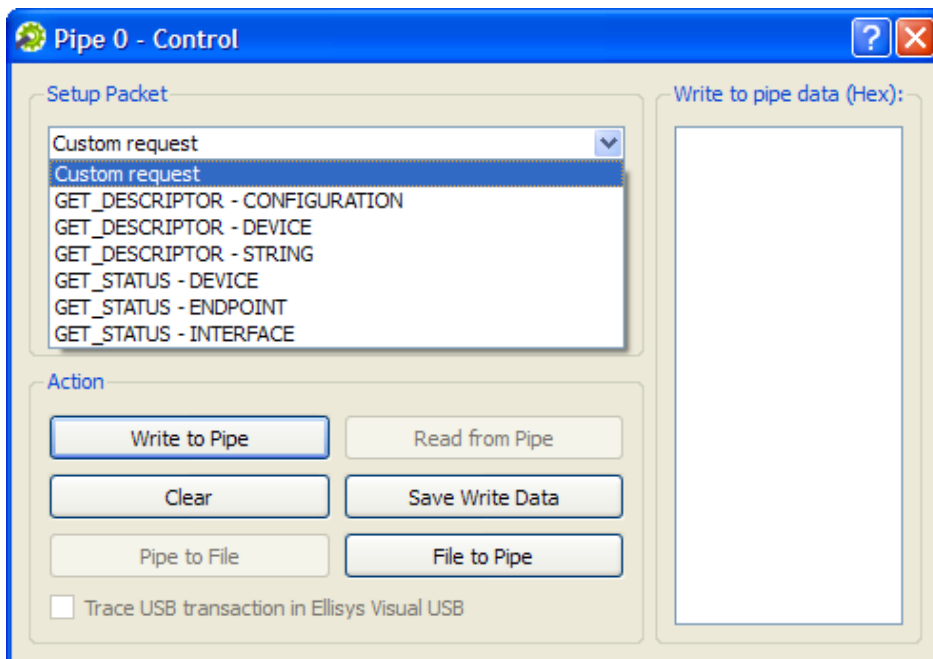 Pipe 0 - Control
Setup Packet
Custom request
Custom request
GET_DESCRIPTOR - CONFIGURATION
GET_DESCRIPTOR - DEVICE
GET_DESCRIPTOR - STRING
GET_STATUS - DEVICE
GET_STATUS - ENDPOINT
GET_STATUS - INTERFACE
Write to pipe data (Hex):
Action
Write to Pipe
Read from Pipe
Clear
Save Write Data
Pipe to File
File to Pipe
Trace USB transaction in Ellisys Visual USB